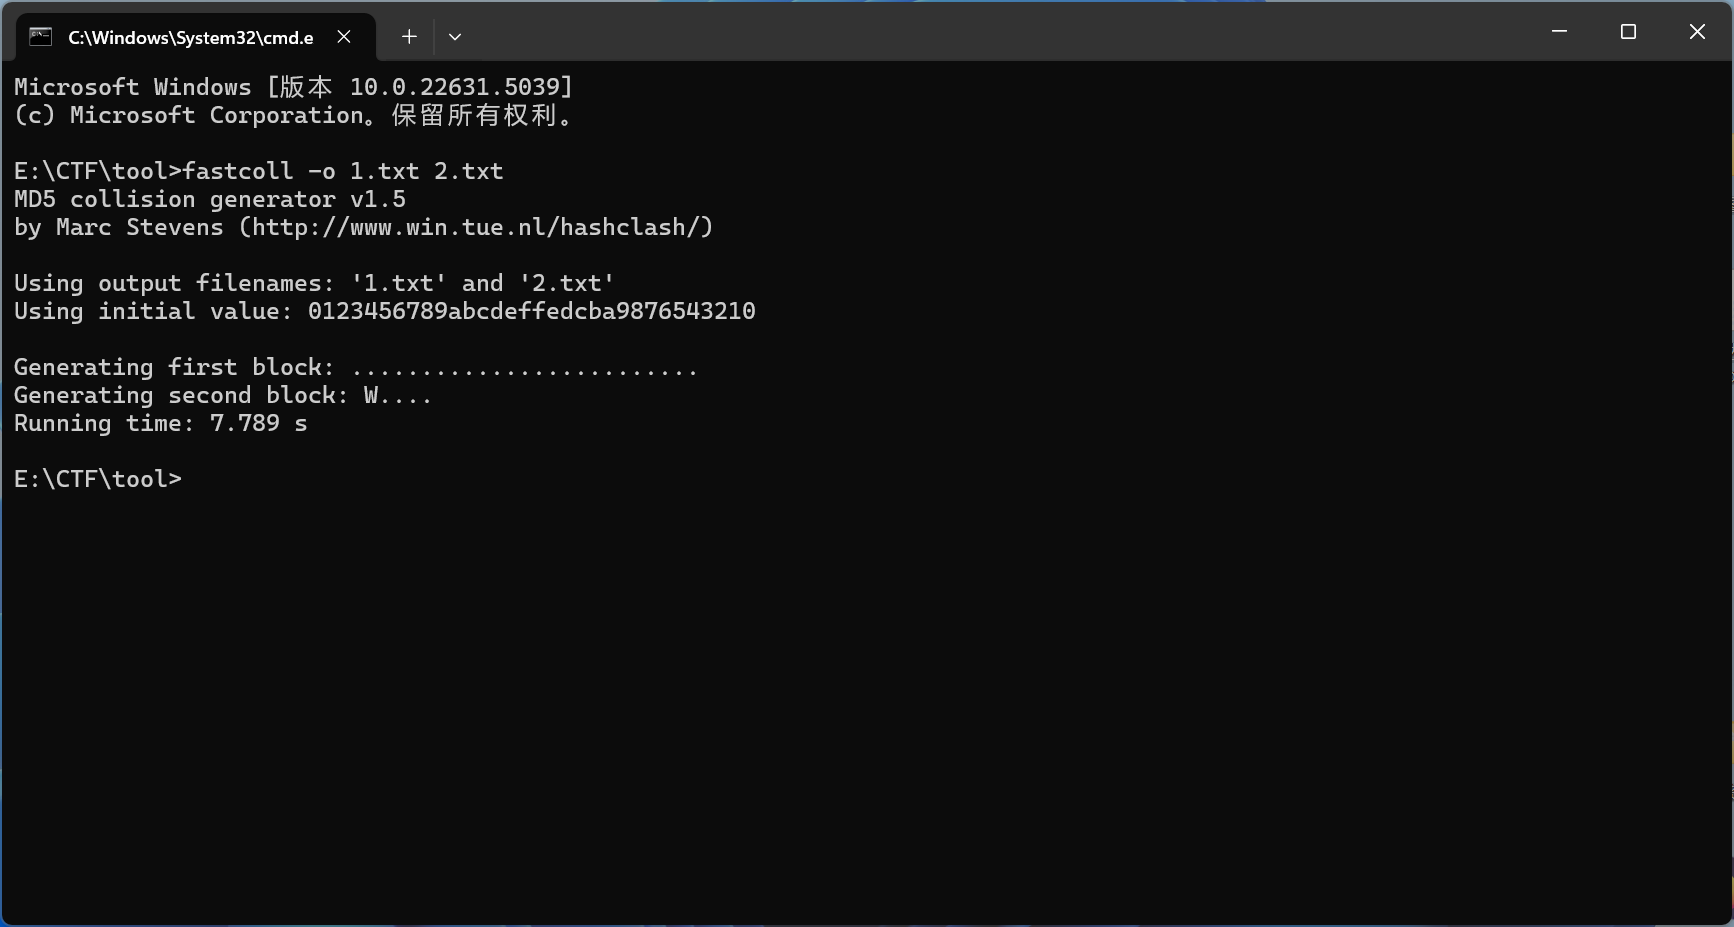 C:\Windows\System32\cmd.e
Microsoft Windows [版本 10.0.22631.5039]
(c) Microsoft Corporation。保留所有权利。
E:\CTF\tool>fastcoll -o 1.txt 2.txt
MD5 collision generator v1.5
by Marc Stevens (http://www.win.tue.nl/hashclash/)
Using output filenames: '1.txt' and '2.txt'
Using initial value: 0123456789abcdeffedcba9876543210
Generating first block: .........................
Generating second block: W....
Running time: 7.789 s
E:\CTF\tool>